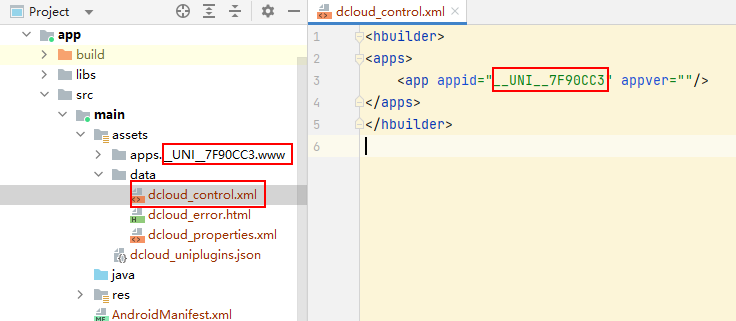 Project
app
build
libs
src
main
assets
apps.__UNI__7F90CC3.www
data
dcloud_control.xml
dcloud_error.html
dcloud_properties.xml
dcloud_uniplugins.json
java
res
AndroidManifest.xml
dcloud_control.xml
1 <hbuilder>
2 <apps>
3 <app appid="__UNI__7F90CC3" appver=""/>
4 </apps>
5 </hbuilder>
6